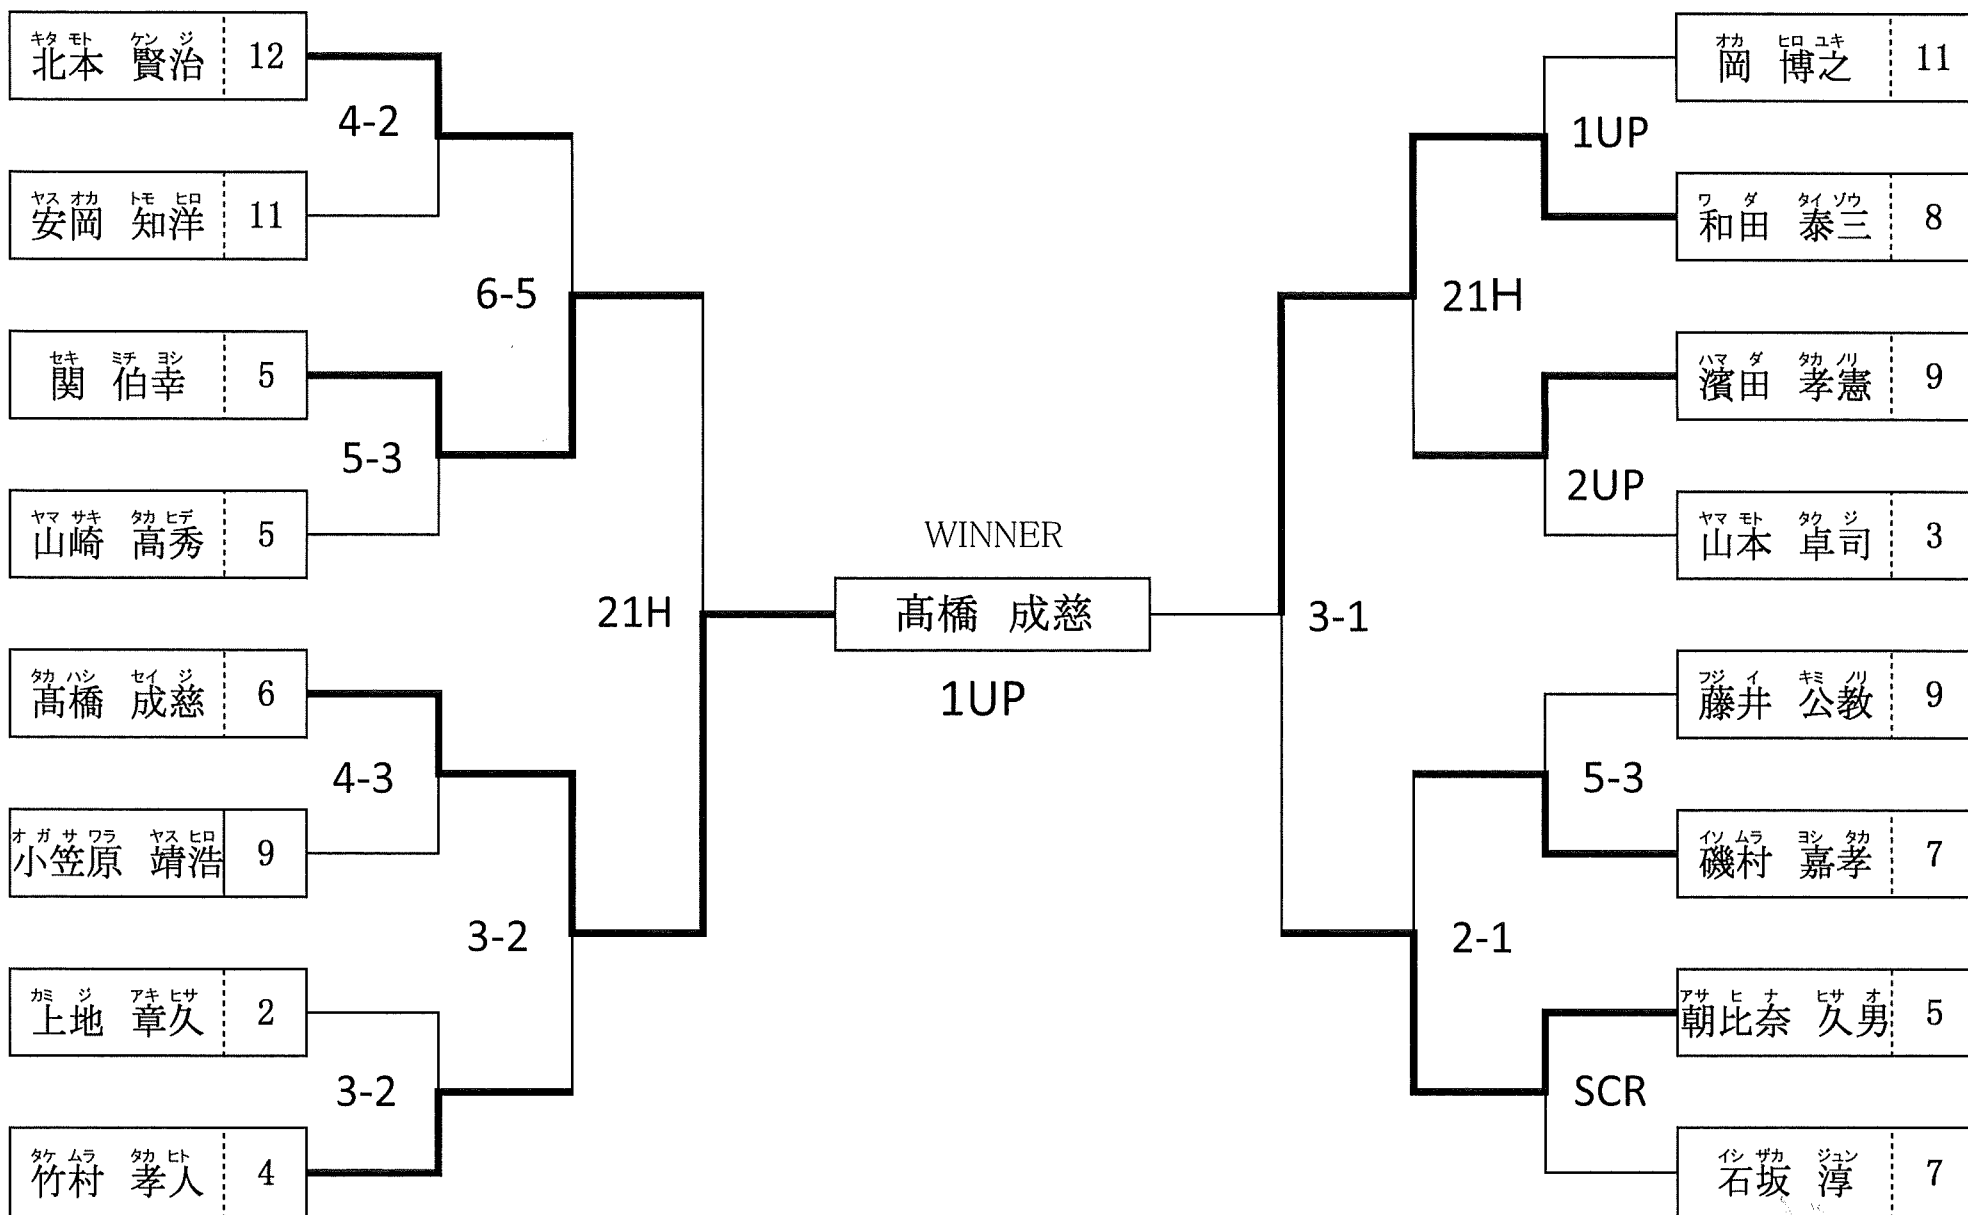 キタ モト ケン ジ
北本 賢治 12
4-2
ヤス オカ トモ ヒロ
安岡 知洋 11
6-5
セキ ミチ ヨシ
関 伯幸 5
5-3
ヤマ サキ タカ ヒデ
山崎 高秀 5
21H
タカ ハシ セイ ジ
髙橋 成慈 6
4-3
オ ガ サ ワラ ヤス ヒロ
小笠原 靖浩 9
3-2
カミ ジ アキ ヒサ
上地 章久 2
3-2
タケ ムラ タカ ヒト
竹村 孝人 4
WINNER
髙橋 成慈
1UP
オカ ヒロ ユキ
岡 博之 11
1UP
ワ ダ タイ ゾウ
和田 泰三 8
21H
ハマ ダ タカ ノリ
濱田 孝憲 9
2UP
ヤマ モト タク ジ
山本 卓司 3
3-1
フジ イ キミ ノリ
藤井 公教 9
5-3
イソ ムラ ヨシ タカ
磯村 嘉孝 7
2-1
アサ ヒ ナ ヒサ オ
朝比奈 久男 5
SCR
イシ ザカ ジュン
石坂 淳 7